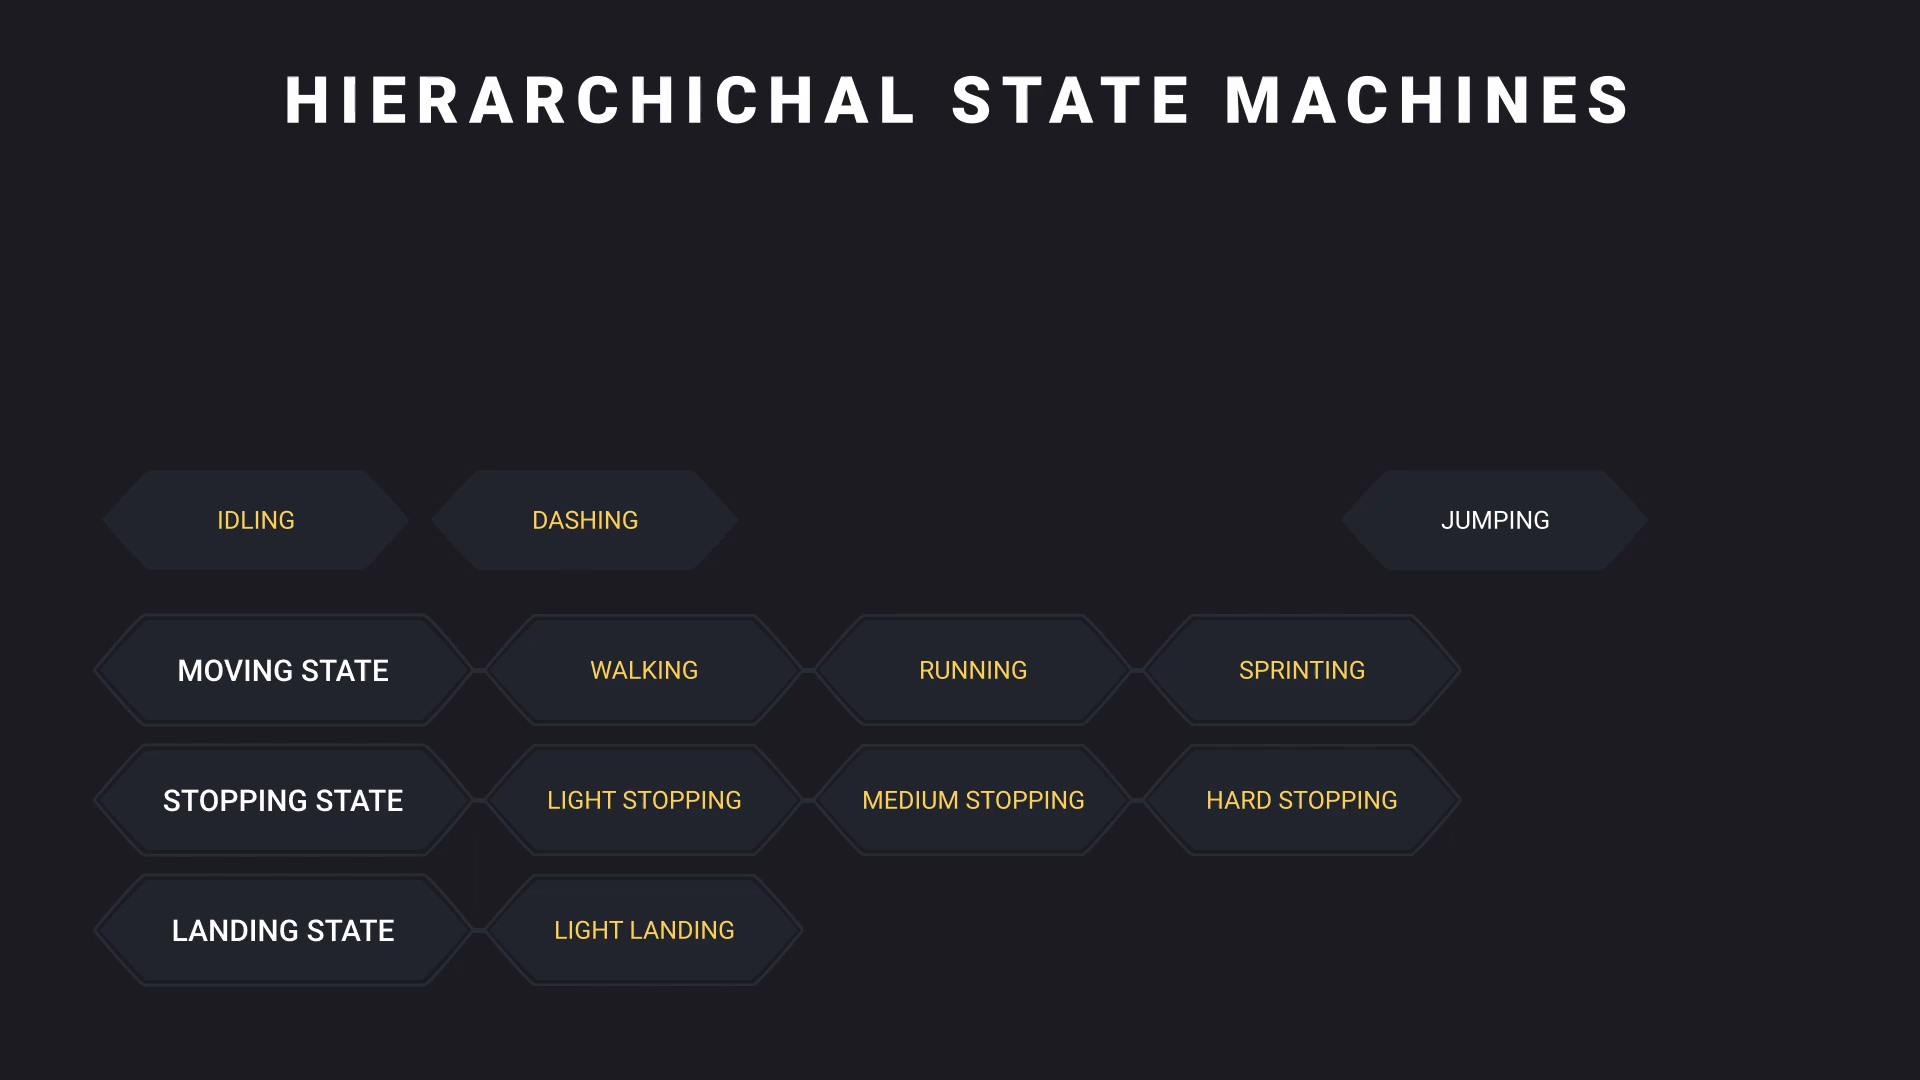 HIERARCHICHAL STATE MACHINES
IDLING
DASHING
JUMPING
MOVING STATE
WALKING
RUNNING
SPRINTING
STOPPING STATE
LIGHT STOPPING
MEDIUM STOPPING
HARD STOPPING
LANDING STATE
LIGHT LANDING